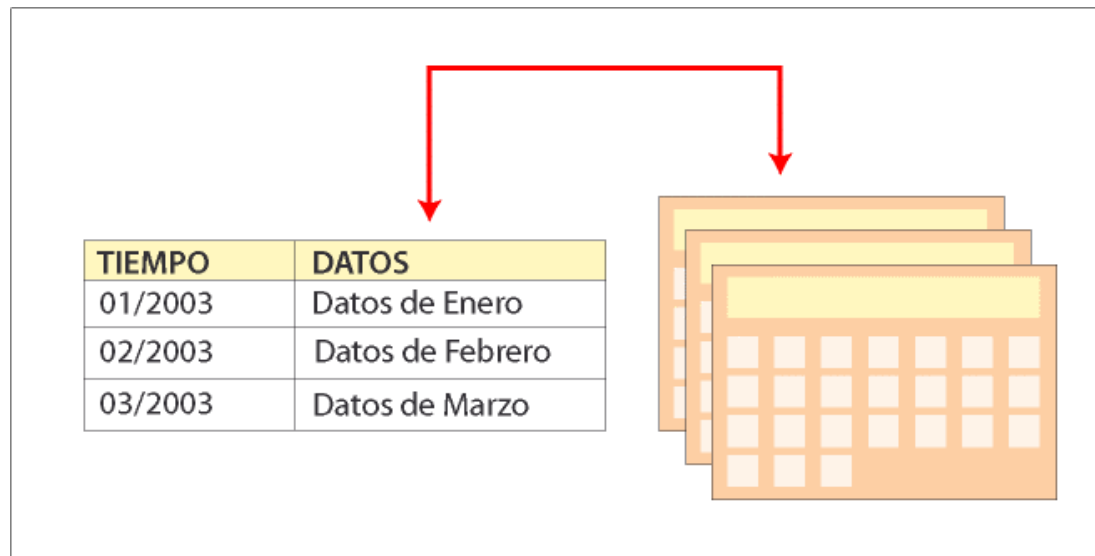 TIEMPO DATOS
01/2003 Datos de Enero
02/2003 Datos de Febrero
03/2003 Datos de Marzo